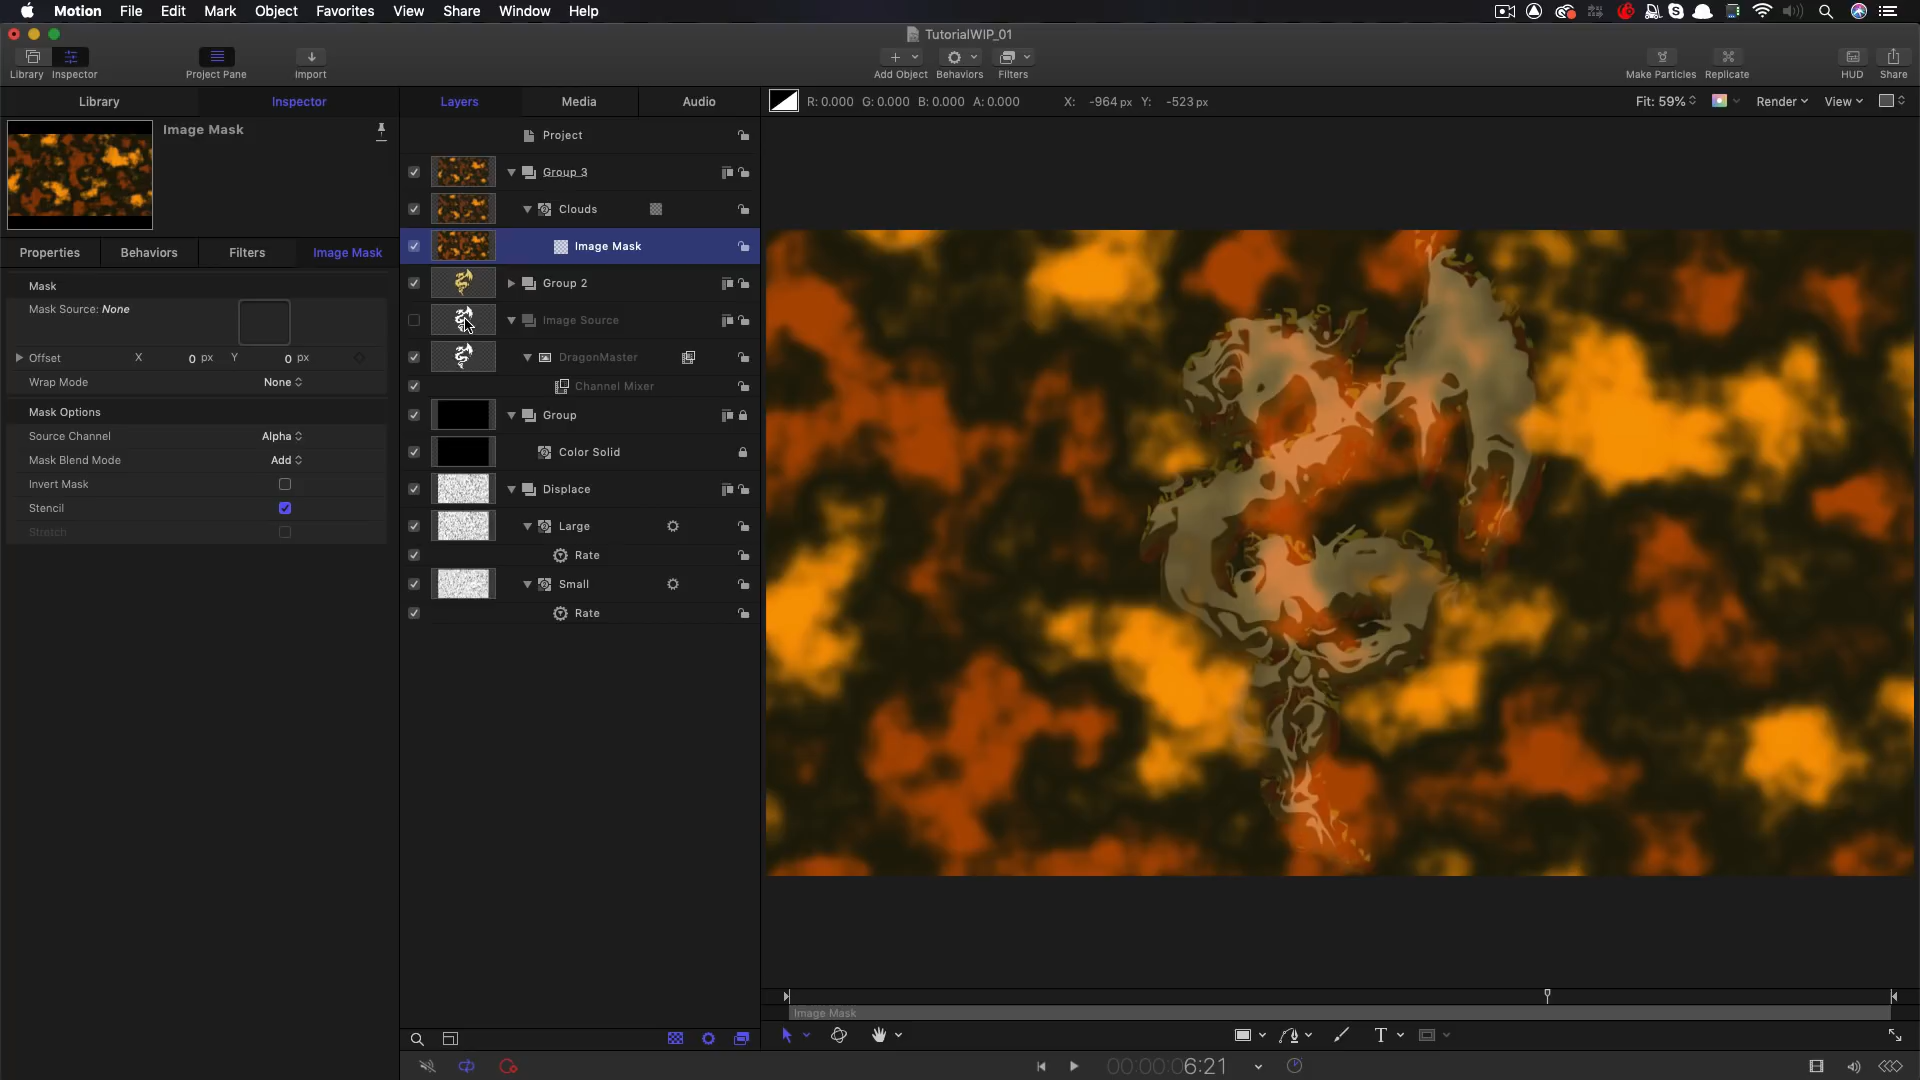 Motion File Edit Mark Object Favorites View Share Window Help
TutorialWIP_01
Library Inspector Project Pane Import Add Object Behaviors Filters Make Particles Replicate HUD Share
Library Inspector Layers Media Audio R: 0.000 G: 0.000 B: 0.000 A: 0.000 X: -964 px Y: -523 px Fit: 59% Render View
Image Mask
Project
Group 3
Clouds
Image Mask
Properties Behaviors Filters Image Mask
Group 2
Mask
Mask Source: None
Image Source
Offset X 0 px Y 0 px
DragonMaster
Wrap Mode None
Channel Mixer
Mask Options
Group
Source Channel Alpha
Color Solid
Mask Blend Mode Add
Invert Mask
Displace
Stencil
Large
Stretch
Rate
Small
Rate
Image Mask
T
00:00:06:21